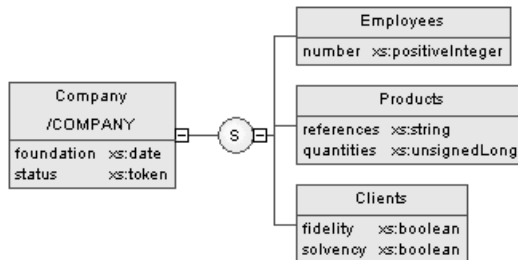 Company
/COMPANY
foundation xs:date
status xs:token
S
Employees
number xs:positiveInteger
Products
references xs:string
quantities xs:unsignedLong
Clients
fidelity xs:boolean
solvency xs:boolean